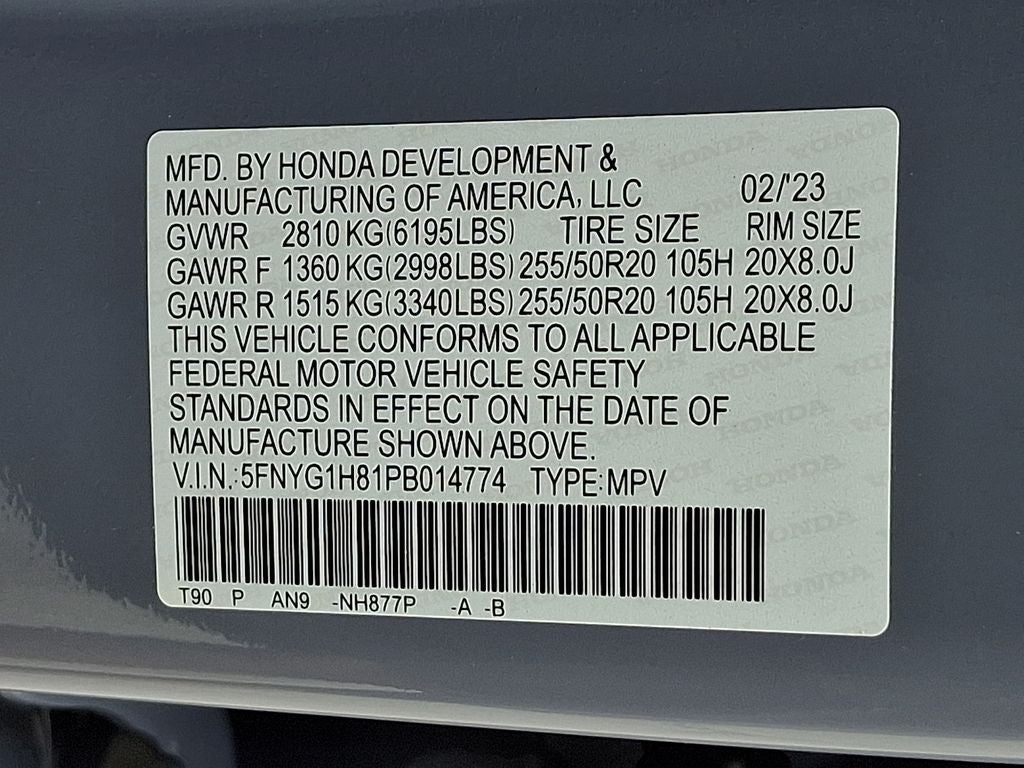 MFD. BY HONDA DEVELOPMENT &
MANUFACTURING OF AMERICA, LLC 02/'23
GVWR 2810 KG(6195LBS) TIRE SIZE RIM SIZE
GAWR F 1360 KG(2998LBS) 255/50R20 105H 20X8.0J
GAWR R 1515 KG(3340LBS) 255/50R20 105H 20X8.0J
THIS VEHICLE CONFORMS TO ALL APPLICABLE
FEDERAL MOTOR VEHICLE SAFETY
STANDARDS IN EFFECT ON THE DATE OF
MANUFACTURE SHOWN ABOVE.
V.I.N.: 5FNYG1H81PB014774 TYPE: MPV
T90 P AN9 -NH877P -A -B